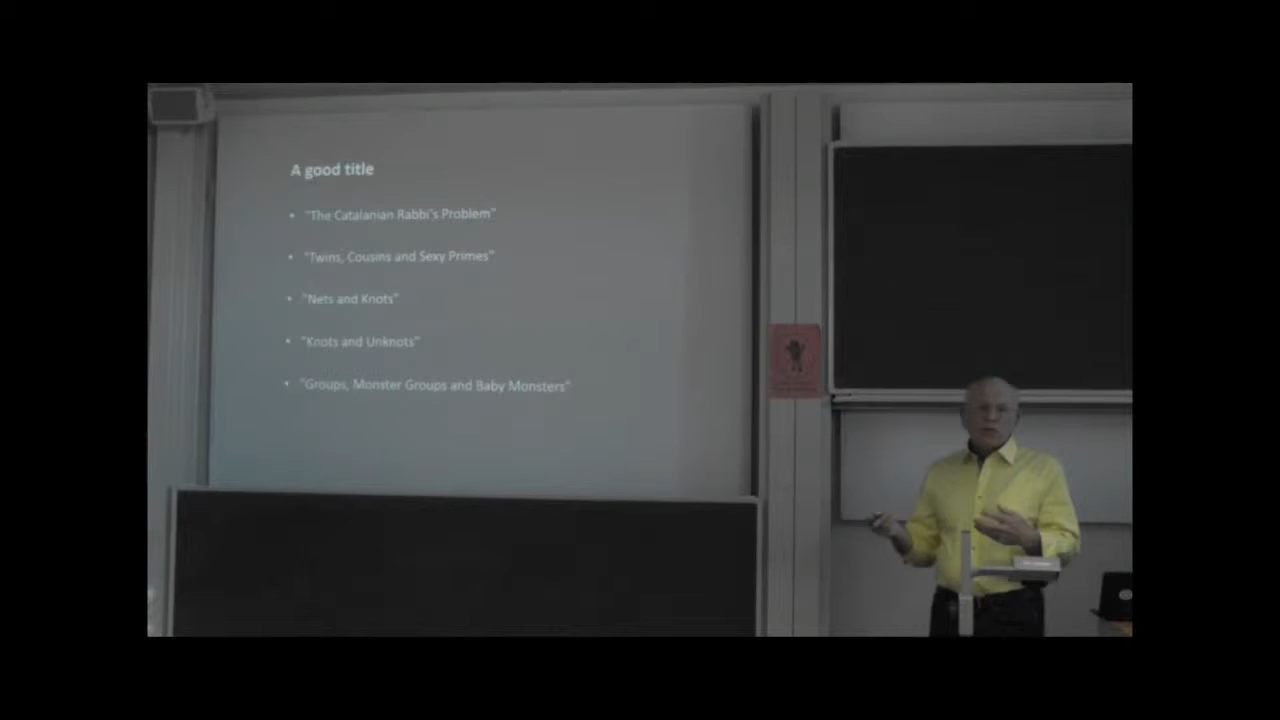 A good title
• "The Catalanian Rabbi's Problem"
• "Twins, Cousins and Sexy Primes"
• "Nets and Knots"
• "Knots and Unknots"
• "Groups, Monster Groups and Baby Monsters"